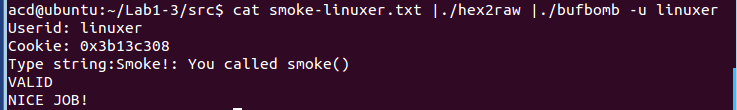 acd@ubuntu:~/Lab1-3/src$ cat smoke-linuxer.txt |./hex2raw |./bufbomb -u linuxer
Userid: linuxer
Cookie: 0x3b13c308
Type string:Smoke!: You called smoke()
VALID
NICE JOB!